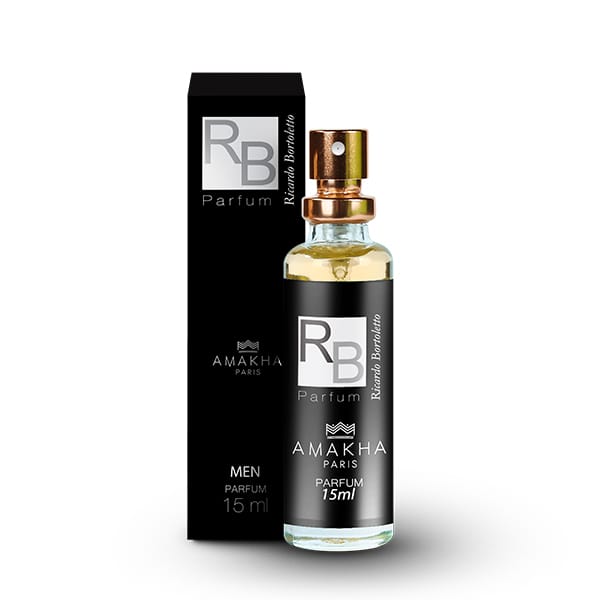 RB
Parfum
Ricardo Bortoletto
AMAKHA
PARIS
MEN
PARFUM
15 ml
RB
Parfum
Ricardo Bortoletto
AMAKHA
PARIS
PARFUM
15ml